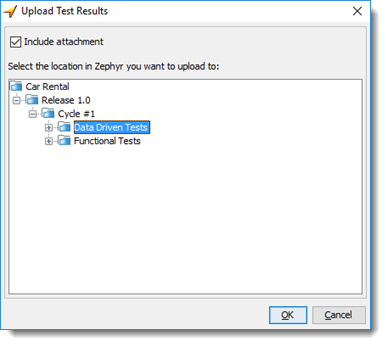 Upload Test Results
Include attachment
Select the location in Zephyr you want to upload to:
Car Rental
Release 1.0
Cycle #1
Data Driven Tests
Functional Tests
OK Cancel